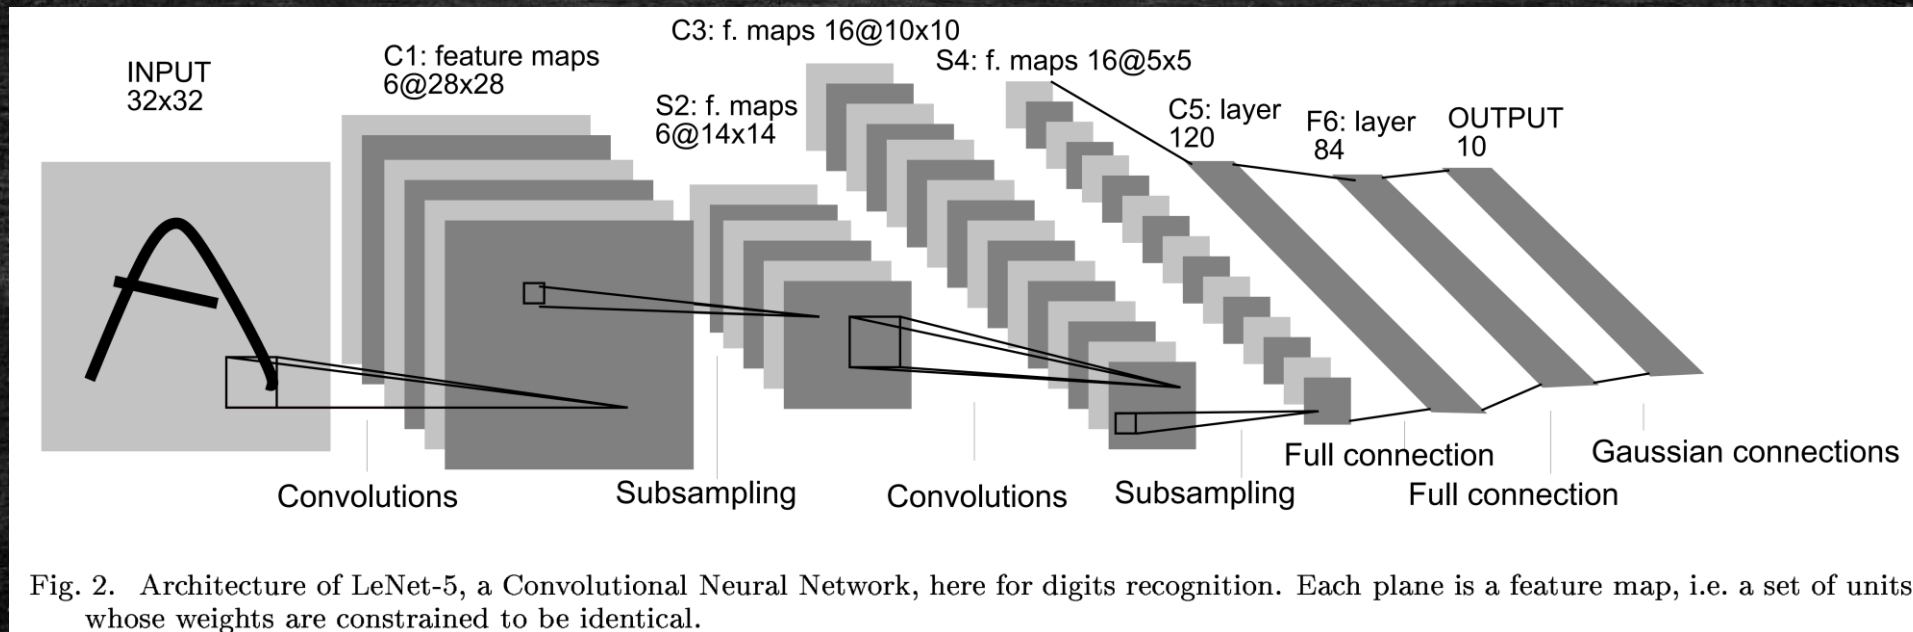 INPUT
32x32
C1: feature maps
6@28x28
S2: f. maps
6@14x14
C3: f. maps 16@10x10
S4: f. maps 16@5x5
C5: layer
120
F6: layer
84
OUTPUT
10
Convolutions
Subsampling
Convolutions
Subsampling
Full connection
Full connection
Gaussian connections
Fig. 2. Architecture of LeNet-5, a Convolutional Neural Network, here for digits recognition. Each plane is a feature map, i.e. a set of units
whose weights are constrained to be identical.